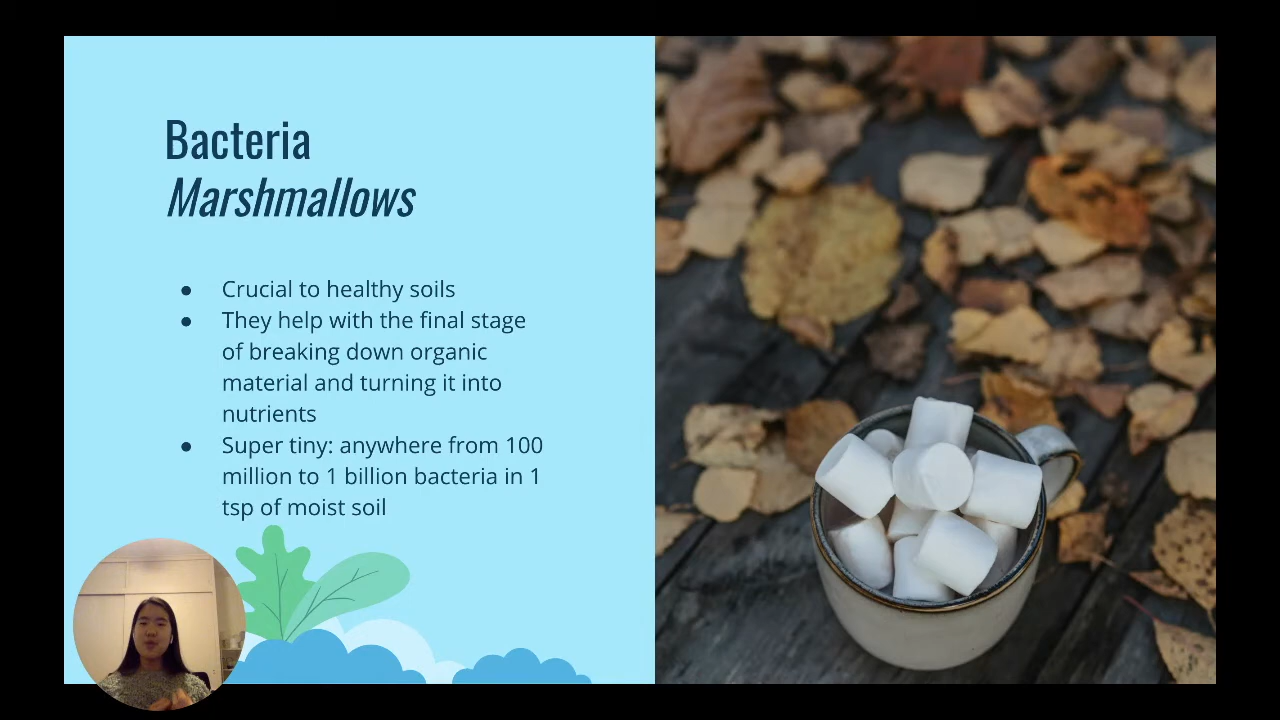 Bacteria
Marshmallows
● Crucial to healthy soils
● They help with the final stage
of breaking down organic
material and turning it into
nutrients
● Super tiny: anywhere from 100
million to 1 billion bacteria in 1
tsp of moist soil